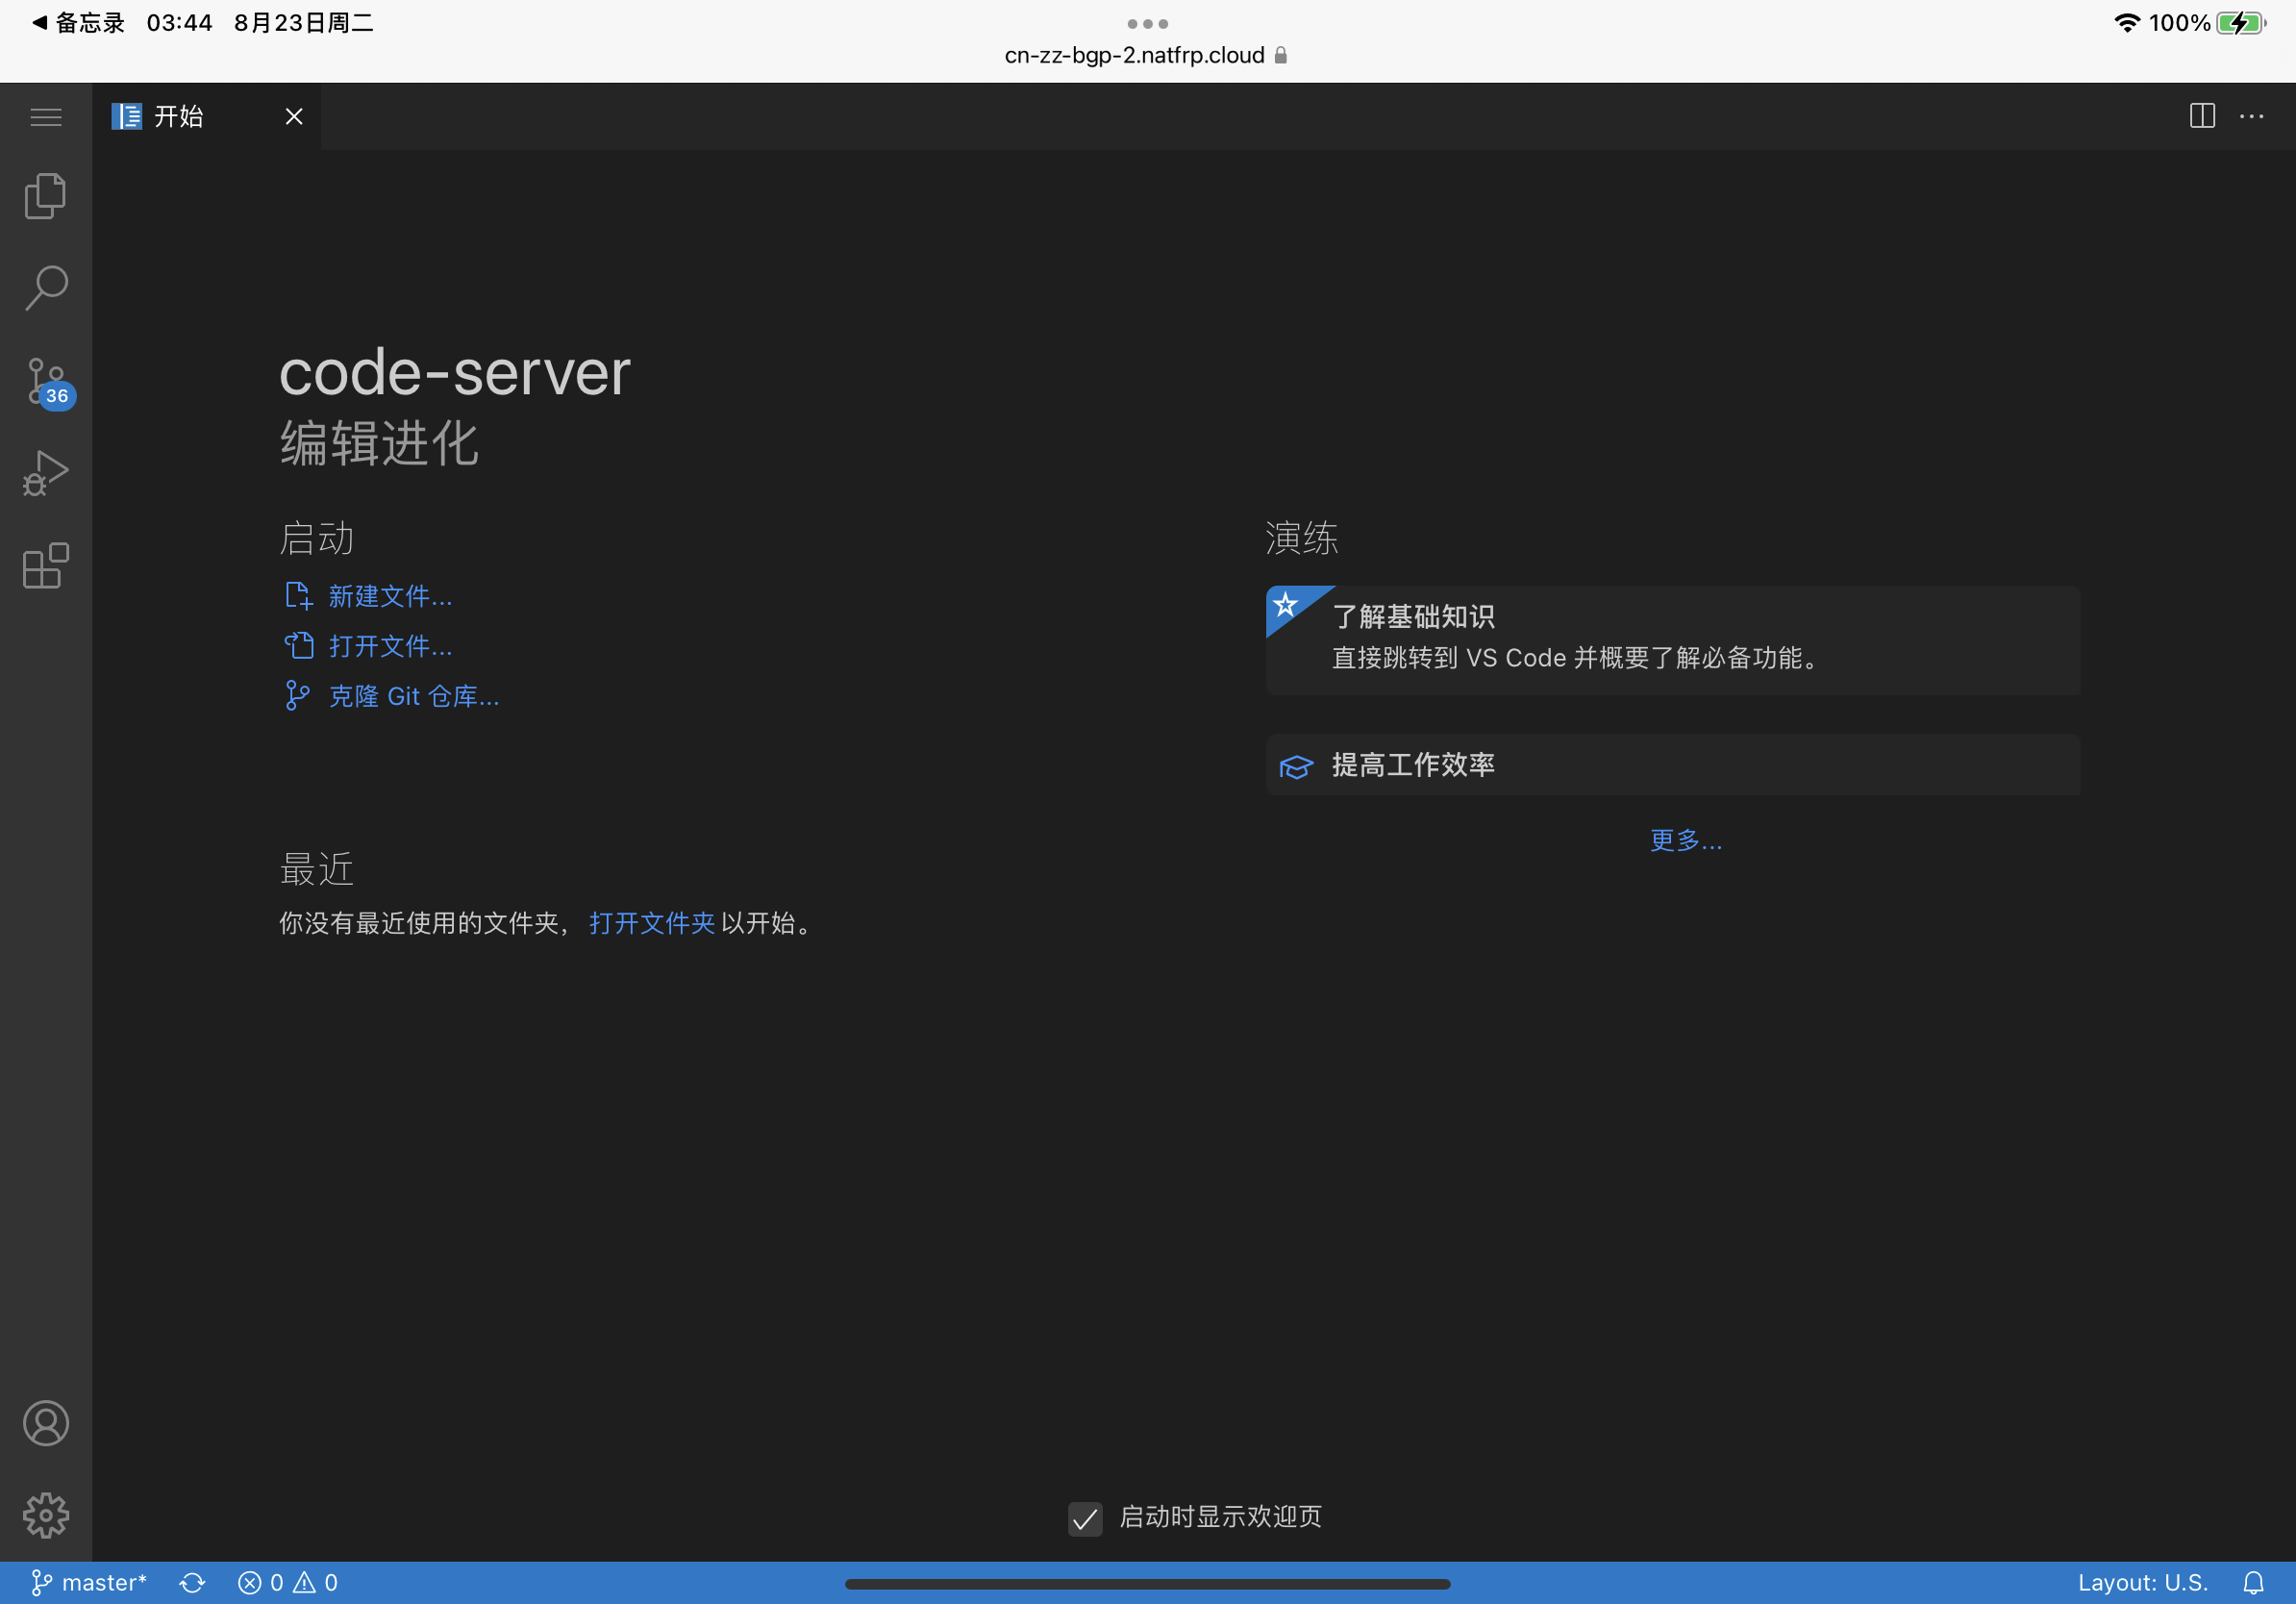 备忘录 03:44 8月23日周二
100%
cn-zz-bgp-2.natfrp.cloud
开始
36
code-server
编辑进化
启动
新建文件...
打开文件...
克隆 Git 仓库...
最近
你没有最近使用的文件夹，打开文件夹以开始。
演练
了解基础知识
直接跳转到 VS Code 并概要了解必备功能。
提高工作效率
更多...
启动时显示欢迎页
master* 0 0 Layout: U.S.